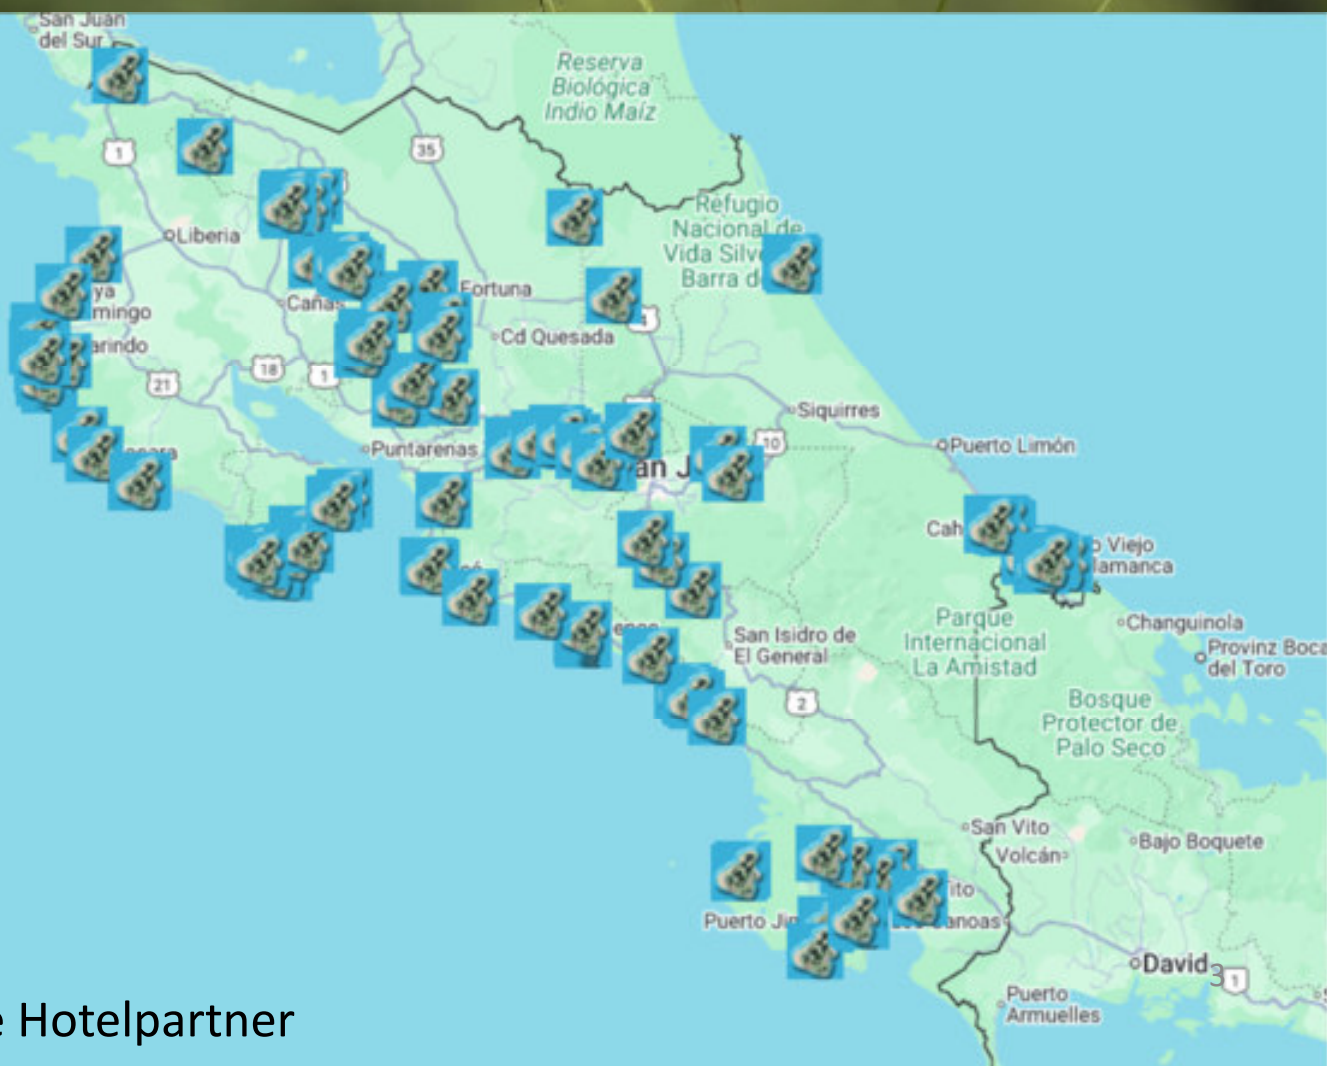 San Juan
del Sur
Reserva
Biológica
Indio Maíz
1
35
Refugio
Nacional de
Vida Silv
Barra d
Liberia
ya
mingo
Cañas
Fortuna
4
arindo
Cd Quesada
18
1
21
Siquirres
Puntarenas
10
Puerto Limón
an J
Cah
o Viejo
lamanca
Changuinola
San Isidro de
El General
Parque
Internacional
La Amistad
Provinz Boca
del Toro
2
Bosque
Protector de
Palo Seco
San Vito
Volcán
Bajo Boquete
ito
Puerto Ji
anoas
David
3
1
Puerto
Armuelles
e Hotelpartner